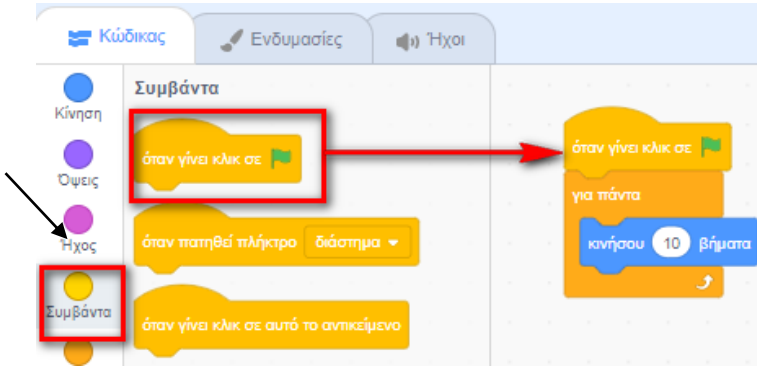 Κώδικας
Ενδυμασίες
Ήχοι
Κίνηση
Όψεις
Ήχος
Συμβάντα
Συμβάντα
όταν γίνει κλικ σε
όταν πατηθεί πλήκτρο διάστημα
όταν γίνει κλικ σε αυτό το αντικείμενο
όταν γίνει κλικ σε
για πάντα
κινήσου 10 βήματα